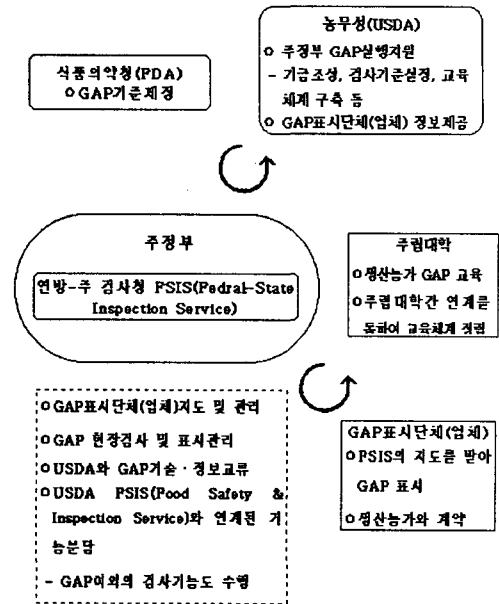 농무성(USDA)
ㅇ 주정부 GAP실행지원
- 기금조성, 검사기준설정, 교육
체계 구축 등
ㅇ GAP표시단체(업체) 정보제공
식품의약청(FDA)
ㅇ GAP기준제정
주정부
연방-주 검사청 FSIS(Fedral-State
Inspection Service)
주립대학
ㅇ생산농가 GAP 교육
ㅇ주립대학간 연계를
통하여 교육체계 정립
ㅇGAP표시단체(업체)지도 및 관리
ㅇGAP 현장검사 및 표시관리
ㅇUSDA와 GAP기술·정보교류
ㅇUSDA FSIS(Food Safety &
Inspection Service)와 연계된 기
능분담
- GAP이외의 검사기능도 수행
GAP표시단체(업체)
ㅇFSIS의 지도를 받아
GAP 표시
ㅇ생산농가와 계약